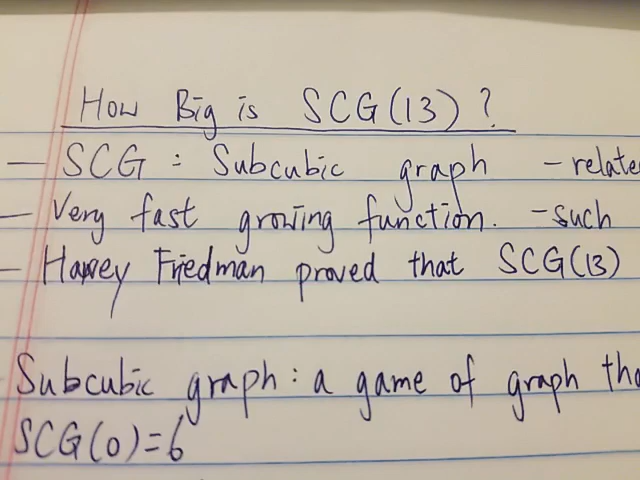 How Big is SCG(13)?
— SCG : Subcubic graph - relate
— Very fast growing function. - such
— Harvey Friedman proved that SCG(13)
Subcubic graph: a game of graph tha
SCG(0)=6